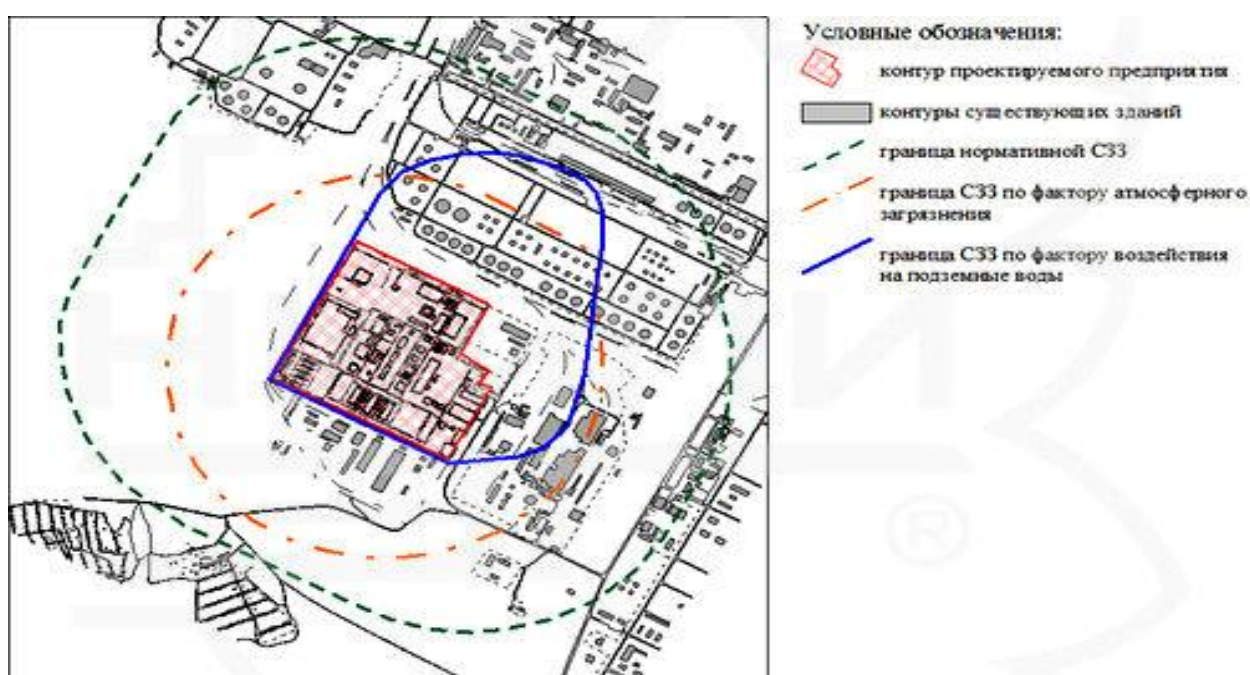 Условные обозначения:
контур проектируемого предприятия
контуры существующих зданий
граница нормативной СЗЗ
граница СЗЗ по фактору атмосферного
загрязнения
граница СЗЗ по фактору воздействия
на подземные воды
®